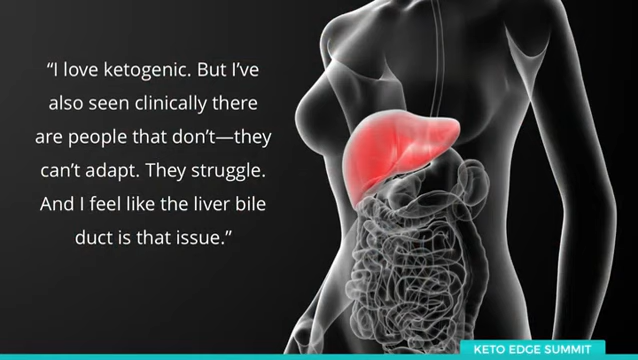 “I love ketogenic. But I’ve
also seen clinically there
are people that don’t—they
can’t adapt. They struggle.
And I feel like the liver bile
duct is that issue.”
KETO EDGE SUMMIT